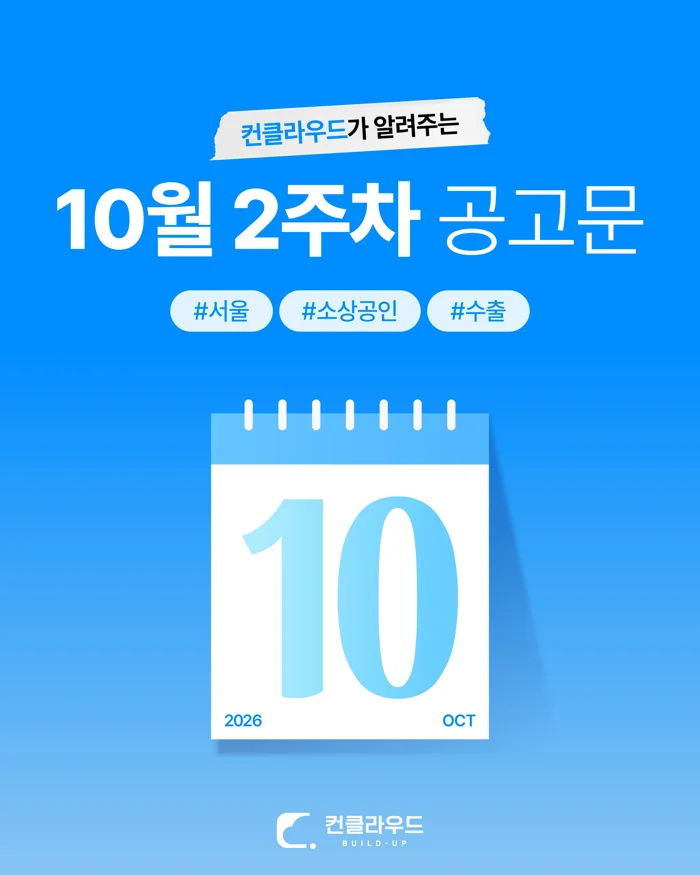 컨클라우드가 알려주는
10월 2주차 공고문
#서울 #소상공인 #수출
10
2026 OCT
컨클라우드
BUILD-UP